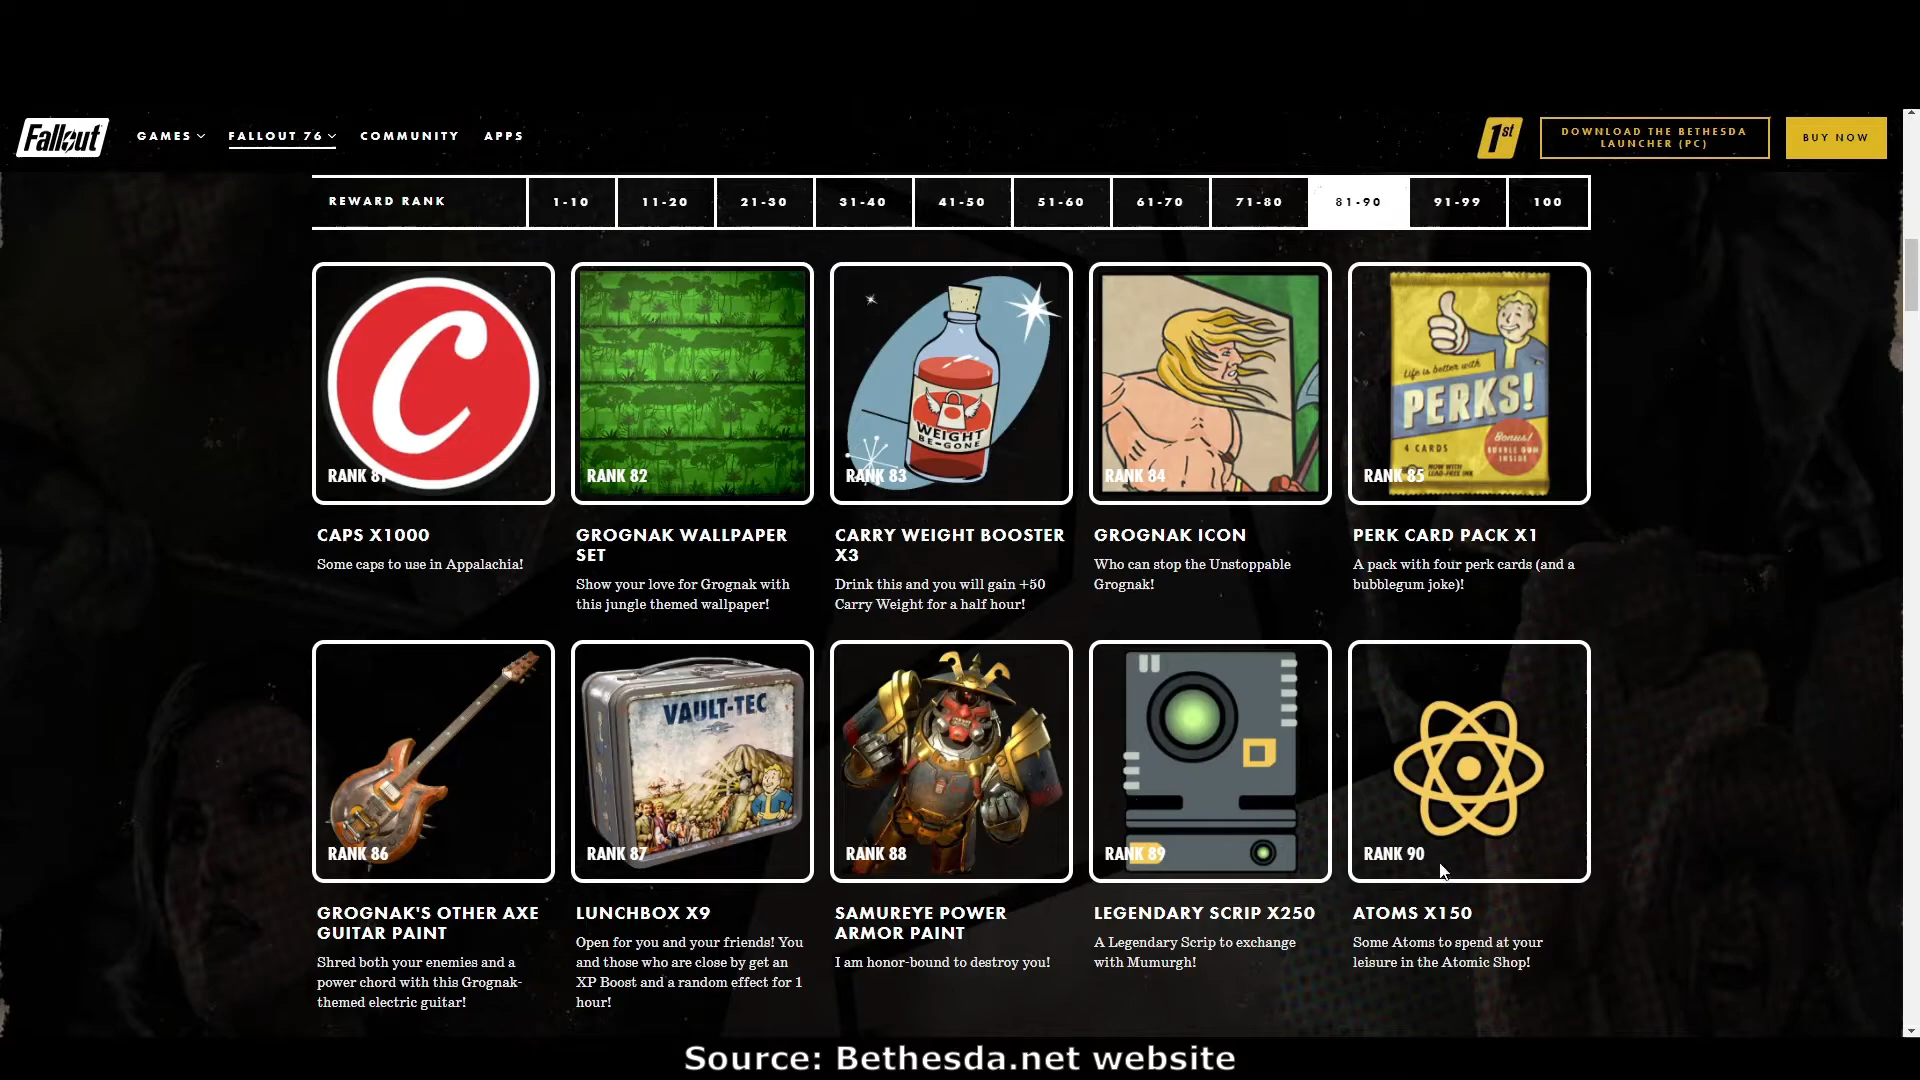 Fallout
GAMES
FALLOUT 76
COMMUNITY
APPS
1st
DOWNLOAD THE BETHESDA
LAUNCHER (PC)
BUY NOW
REWARD RANK
1-10
11-20
21-30
31-40
41-50
51-60
61-70
71-80
81-90
91-99
100
C
RANK 81
CAPS X1000
Some caps to use in Appalachia!
RANK 82
GROGNAK WALLPAPER
SET
Show your love for Grognak with
this jungle themed wallpaper!
WEIGHT
BE-GONE
RANK 83
CARRY WEIGHT BOOSTER
X3
Drink this and you will gain +50
Carry Weight for a half hour!
RANK 84
GROGNAK ICON
Who can stop the Unstoppable
Grognak!
Life is better with
PERKS!
4 CARDS
Bonus!
BUBBLE GUM
INSIDE
NOW WITH
LEAD-FREE INK
RANK 85
PERK CARD PACK X1
A pack with four perk cards (and a
bubblegum joke)!
RANK 86
GROGNAK'S OTHER AXE
GUITAR PAINT
Shred both your enemies and a
power chord with this Grognak-
themed electric guitar!
VAULT-TEC
RANK 87
LUNCHBOX X9
Open for you and your friends! You
and those who are close by get an
XP Boost and a random effect for 1
hour!
RANK 88
SAMUREYE POWER
ARMOR PAINT
I am honor-bound to destroy you!
RANK 89
LEGENDARY SCRIP X250
A Legendary Scrip to exchange
with Mumurgh!
RANK 90
ATOMS X150
Some Atoms to spend at your
leisure in the Atomic Shop!
Source: Bethesda.net website